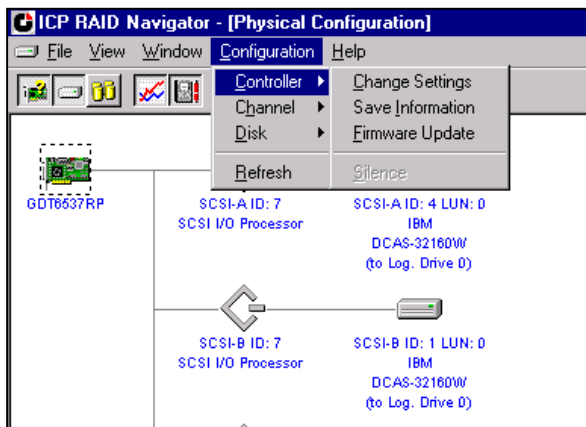 ICP RAID Navigator - [Physical Configuration]
File View Window Configuration Help
Controller
Channel
Disk
Refresh
Change Settings
Save Information
Firmware Update
Silence
GDT6537RP
SCSI-A ID: 7
SCSI I/O Processor
SCSI-A ID: 4 LUN: 0
IBM
DCAS-32160W
(to Log. Drive 0)
SCSI-B ID: 7
SCSI I/O Processor
SCSI-B ID: 1 LUN: 0
IBM
DCAS-32160W
(to Log. Drive 0)